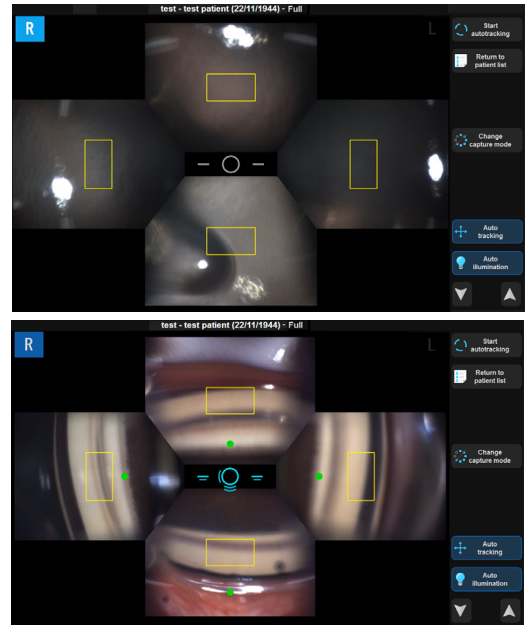 test - test patient (22/11/1944) - Full
R
L
Start
autotracking
Return to
patient list
Change
capture mode
Auto
tracking
Auto
illumination
test - test patient (22/11/1944) - Full
R
L
Start
autotracking
Return to
patient list
Change
capture mode
Auto
tracking
Auto
illumination